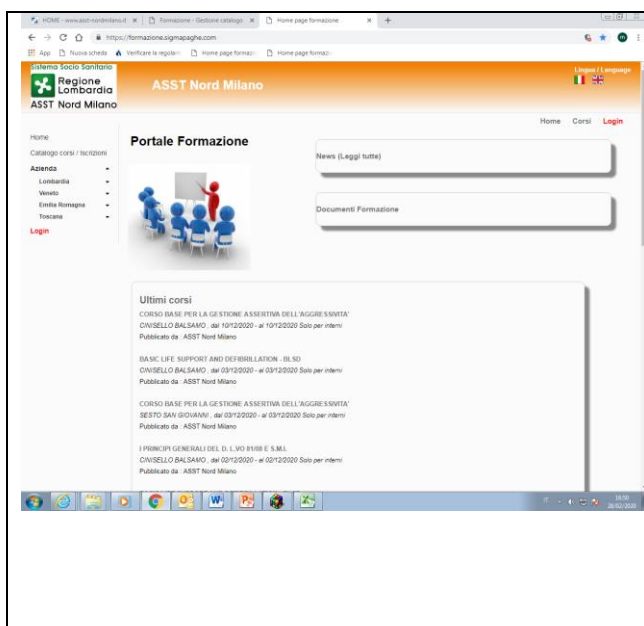 HOME - www.asst-nordmilano.it
Formazione - Gestione catalogo
Home page formazione
https://formazione.sigmapaghe.com
App
Nuova scheda
Verificare la regolari
Home page formazi
Home page formazi
Sistema Socio Sanitario
Regione
Lombardia
ASST Nord Milano
ASST Nord Milano
Lingua / Language
Home Corsi Login
Home
Catalogo corsi / Iscrizioni
Azienda
Lombardia
Veneto
Emilia Romagna
Toscana
Login
Portale Formazione
News (Leggi tutte)
Documenti Formazione
Ultimi corsi
CORSO BASE PER LA GESTIONE ASSERTIVA DELL'AGGRESSIVITA'
CINISELLO BALSAMO , dal 10/12/2020 - al 10/12/2020 Solo per interni
Pubblicato da : ASST Nord Milano
BASIC LIFE SUPPORT AND DEFIBRILLATION - BLSD
CINISELLO BALSAMO , dal 03/12/2020 - al 03/12/2020 Solo per interni
Pubblicato da : ASST Nord Milano
CORSO BASE PER LA GESTIONE ASSERTIVA DELL'AGGRESSIVITA'
SESTO SAN GIOVANNI , dal 03/12/2020 - al 03/12/2020 Solo per interni
Pubblicato da : ASST Nord Milano
I PRINCIPI GENERALI DEL D. L.VO 81/08 E S.M.I.
CINISELLO BALSAMO , dal 02/12/2020 - al 02/12/2020 Solo per interni
Pubblicato da : ASST Nord Milano
IT
28/02/2020